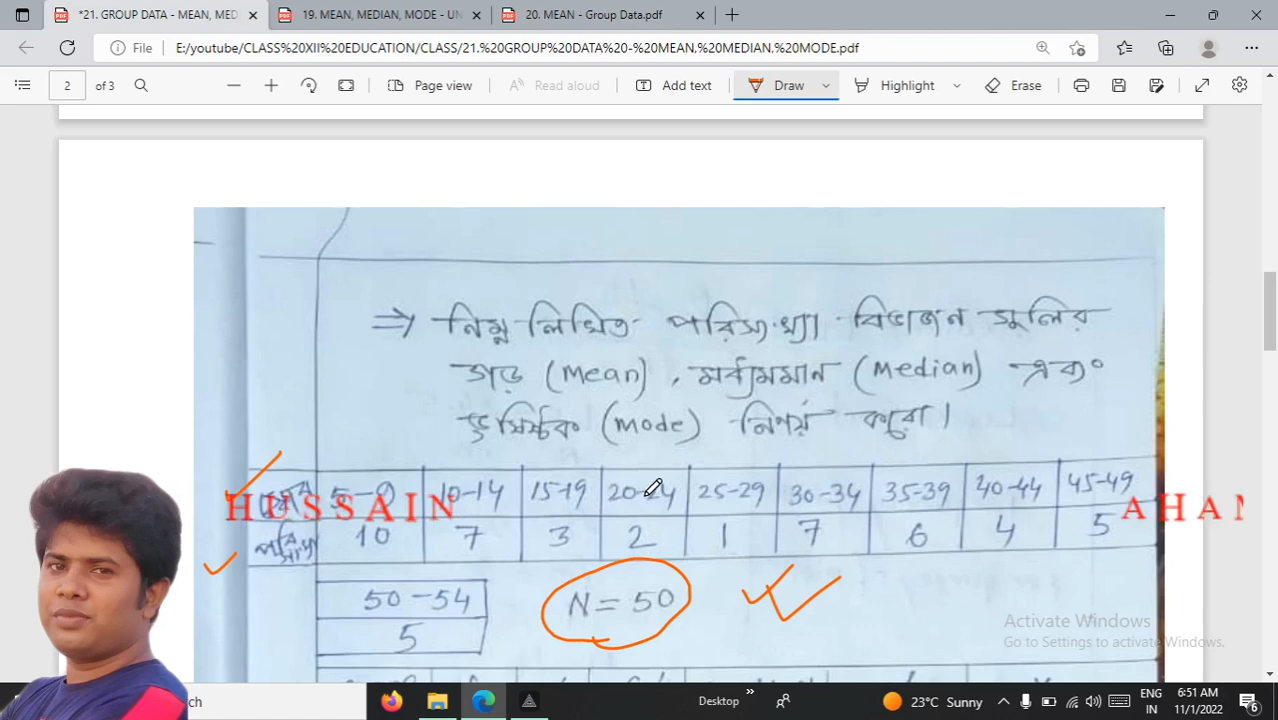 *21. GROUP DATA - MEAN, MED
19. MEAN, MEDIAN, MODE - UN
20. MEAN - Group Data.pdf
File
E:/youtube/CLASS%20XII%20EDUCATION/CLASS/21.%20GROUP%20DATA%20-%20MEAN,%20MEDIAN,%20MODE.pdf
2 of 3
Page view
Read aloud
Add text
Draw
Highlight
Erase
⇒ নিম্ন লিখিত পরিসংখ্যা বিভাজন গুলির
গড় (Mean), মধ্যমমান (Median) এবং
ভূষিষ্ঠক (mode) নির্ণয় করো।
5-9 10-14 15-19 20-24 25-29 30-34 35-39 40-44 45-49
HUSSAIN AHAM
10 7 3 2 1 7 6 4 5
50-54 N=50
5
Activate Windows
Go to Settings to activate Windows.
rch
Desktop
23°C Sunny
ENG
IN
6:51 AM
11/1/2022
6